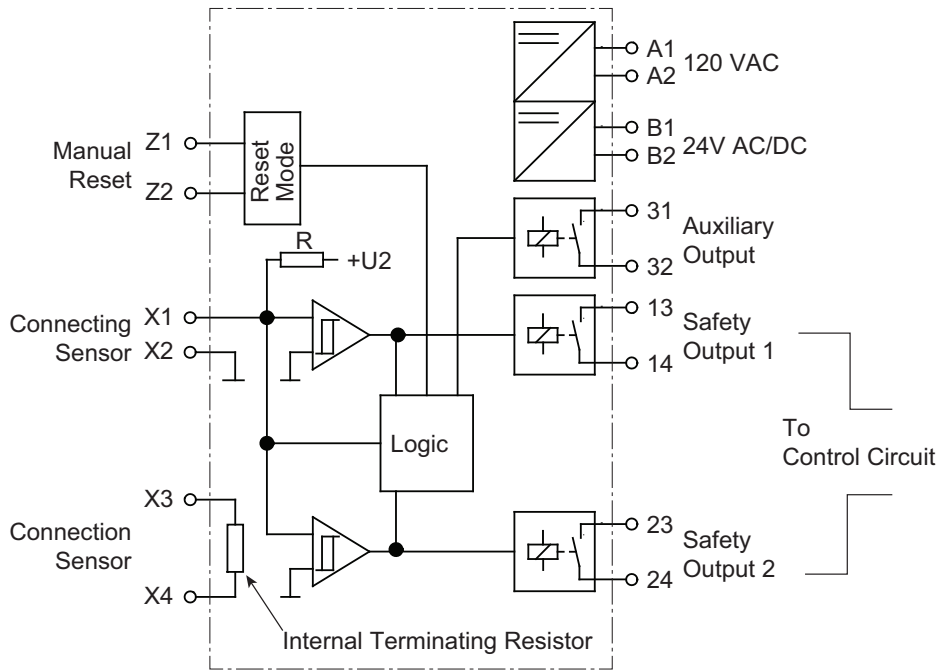 A1
120 VAC
A2
B1
24V AC/DC
B2
Manual
Reset
Z1
Z2
Reset
Mode
31
Auxiliary
Output
32
R
+U2
Connecting
Sensor
X1
X2
13
Safety
Output 1
14
Logic
To
Control Circuit
Connection
Sensor
X3
X4
23
Safety
Output 2
24
Internal Terminating Resistor